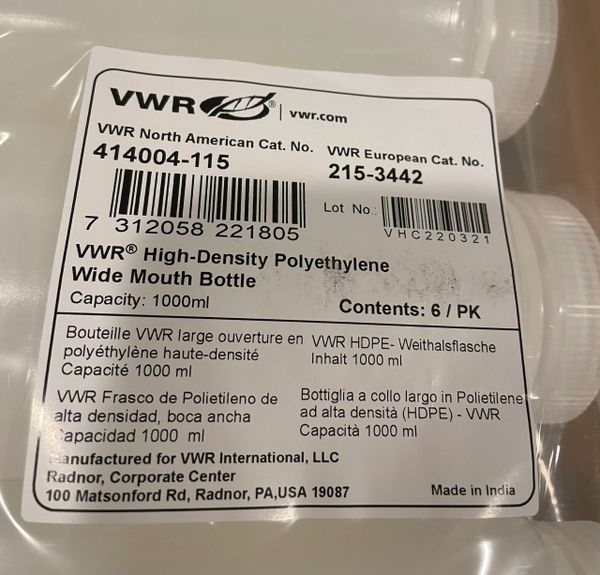 VWR® | vwr.com
VWR North American Cat. No. VWR European Cat. No.
414004-115 215-3442
Lot No.:
7 312058 221805 VHC220321
VWR® High-Density Polyethylene
Wide Mouth Bottle
Capacity: 1000ml Contents: 6 / PK
Bouteille VWR large ouverture en
polyéthylène haute-densité
Capacité 1000 ml
VWR HDPE- Weithalsflasche
Inhalt 1000 ml
VWR Frasco de Polietileno de
alta densidad, boca ancha
Capacidad 1000 ml
Bottiglia a collo largo in Polietilene
ad alta densità (HDPE) - VWR
Capacità 1000 ml
Manufactured for VWR International, LLC
Radnor, Corporate Center
100 Matsonford Rd, Radnor, PA,USA 19087 Made in India